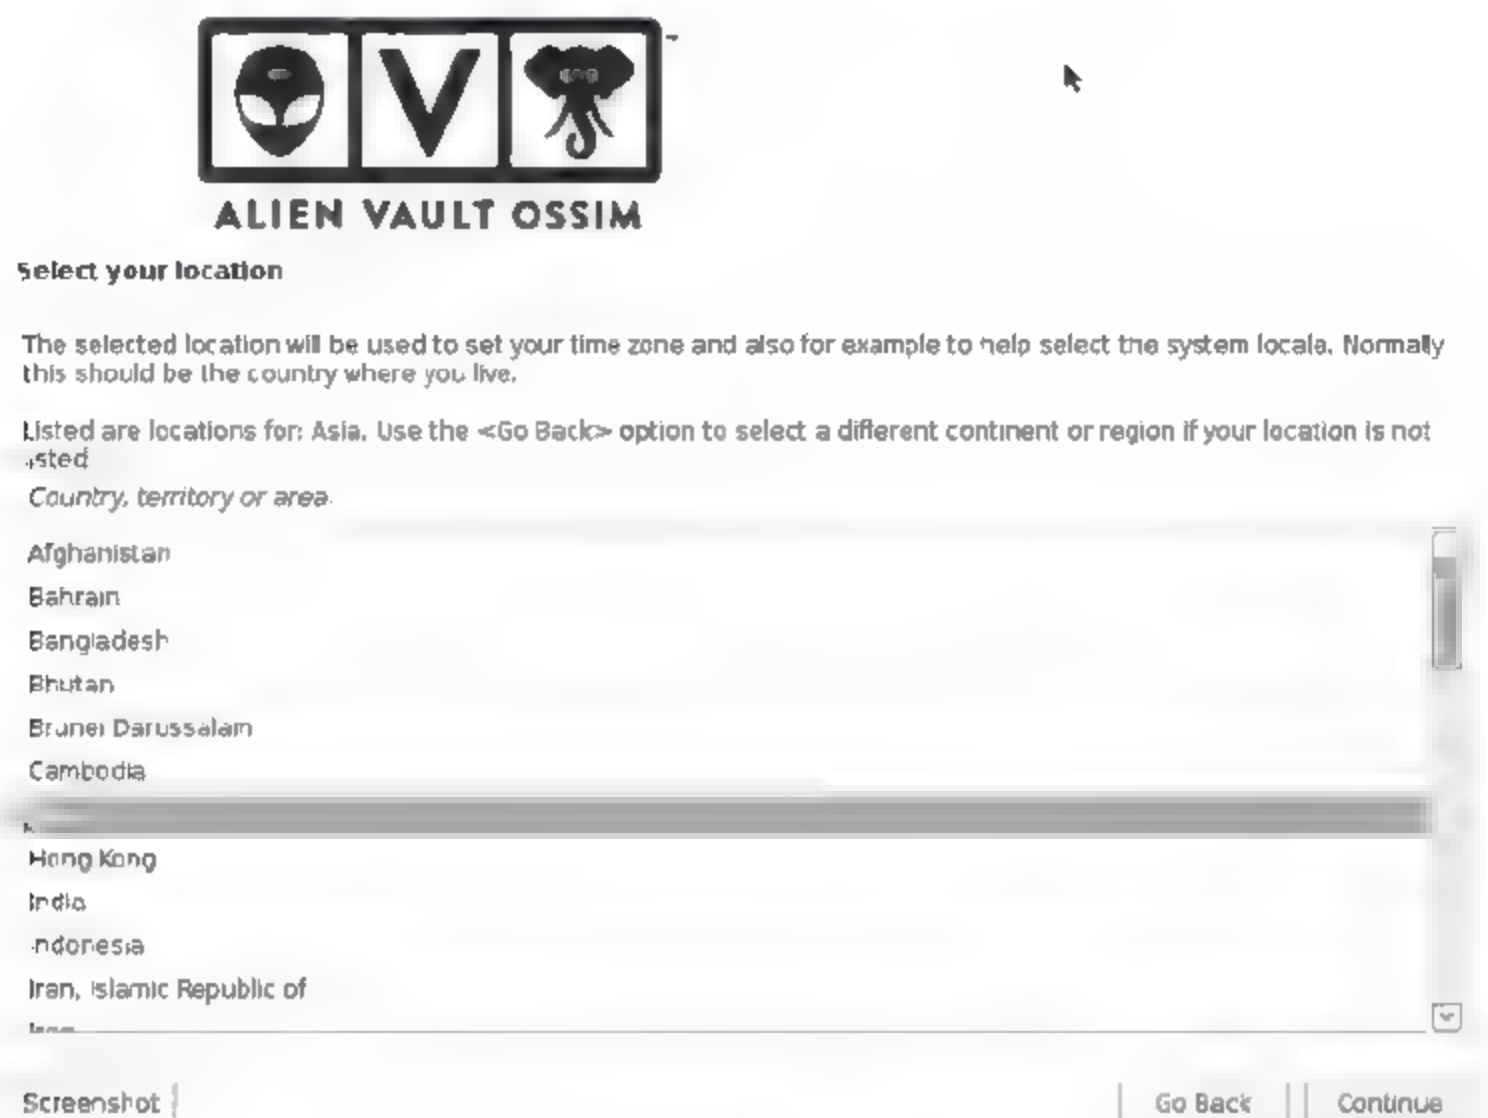 V
ALIEN VAULT OSSIM
Select your location
The selected location will be used to set your time zone and also for example to help select the system locale. Normally
this should be the country where you live.
Listed are locations for: Asia. Use the <Go Back> option to select a different continent or region if your location is not
listed
Country, territory or area
Afghanistan
Bahrain
Bangladesh
Bhutan
Brunei Darussalam
Cambodia
Hong Kong
India
Indonesia
Iran, Islamic Republic of
Screenshot
Go Back
Continue